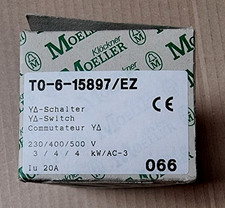 MOELLER
Klöckner
MOELLER
T0-6-15897/EZ
YΔ-Schalter
YΔ-Switch
Commutateur YΔ
CE
230/400/500 V
3 / 4 / 4 kW/AC-3
Iu 20A
066